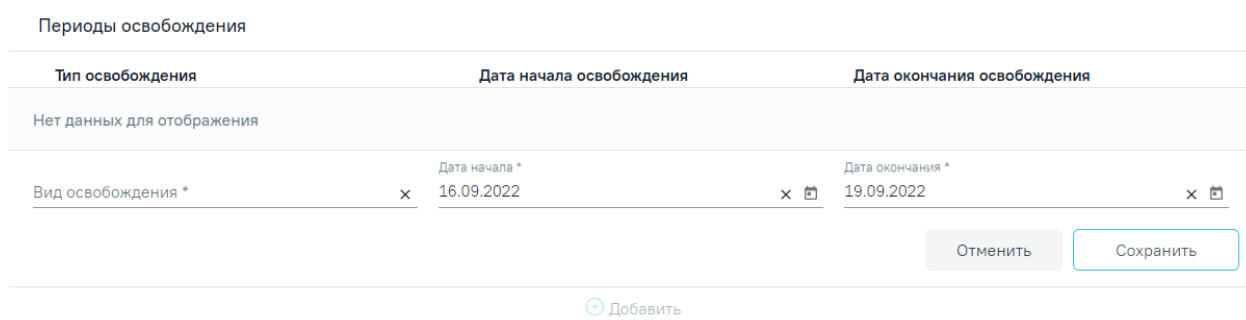 Периоды освобождения
Тип освобождения Дата начала освобождения Дата окончания освобождения
Нет данных для отображения
Дата начала * Дата окончания *
Вид освобождения * 16.09.2022 19.09.2022
Отменить Сохранить
Добавить